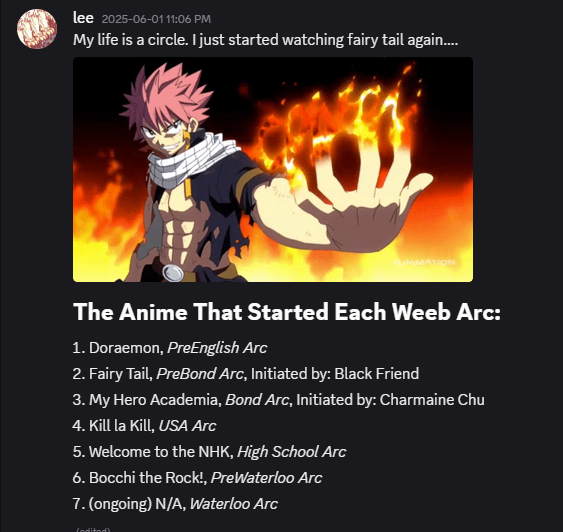 lee 2025-06-01 11:06 PM
My life is a circle. I just started watching fairy tail again....
FUNIMATION
The Anime That Started Each Weeb Arc:
1. Doraemon, PreEnglish Arc
2. Fairy Tail, PreBond Arc, Initiated by: Black Friend
3. My Hero Academia, Bond Arc, Initiated by: Charmaine Chu
4. Kill la Kill, USA Arc
5. Welcome to the NHK, High School Arc
6. Bocchi the Rock!, PreWaterloo Arc
7. (ongoing) N/A, Waterloo Arc
(edited)